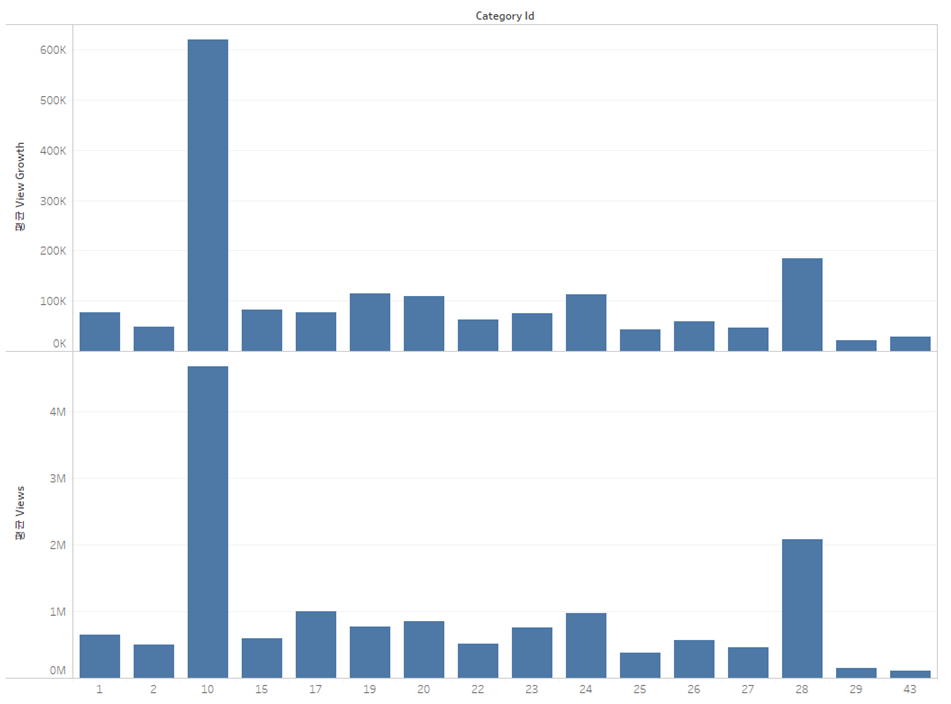 Category Id
평균 View Growth
600K
500K
400K
300K
200K
100K
0K
평균 Views
4M
3M
2M
1M
0M
1 2 10 15 17 19 20 22 23 24 25 26 27 28 29 43